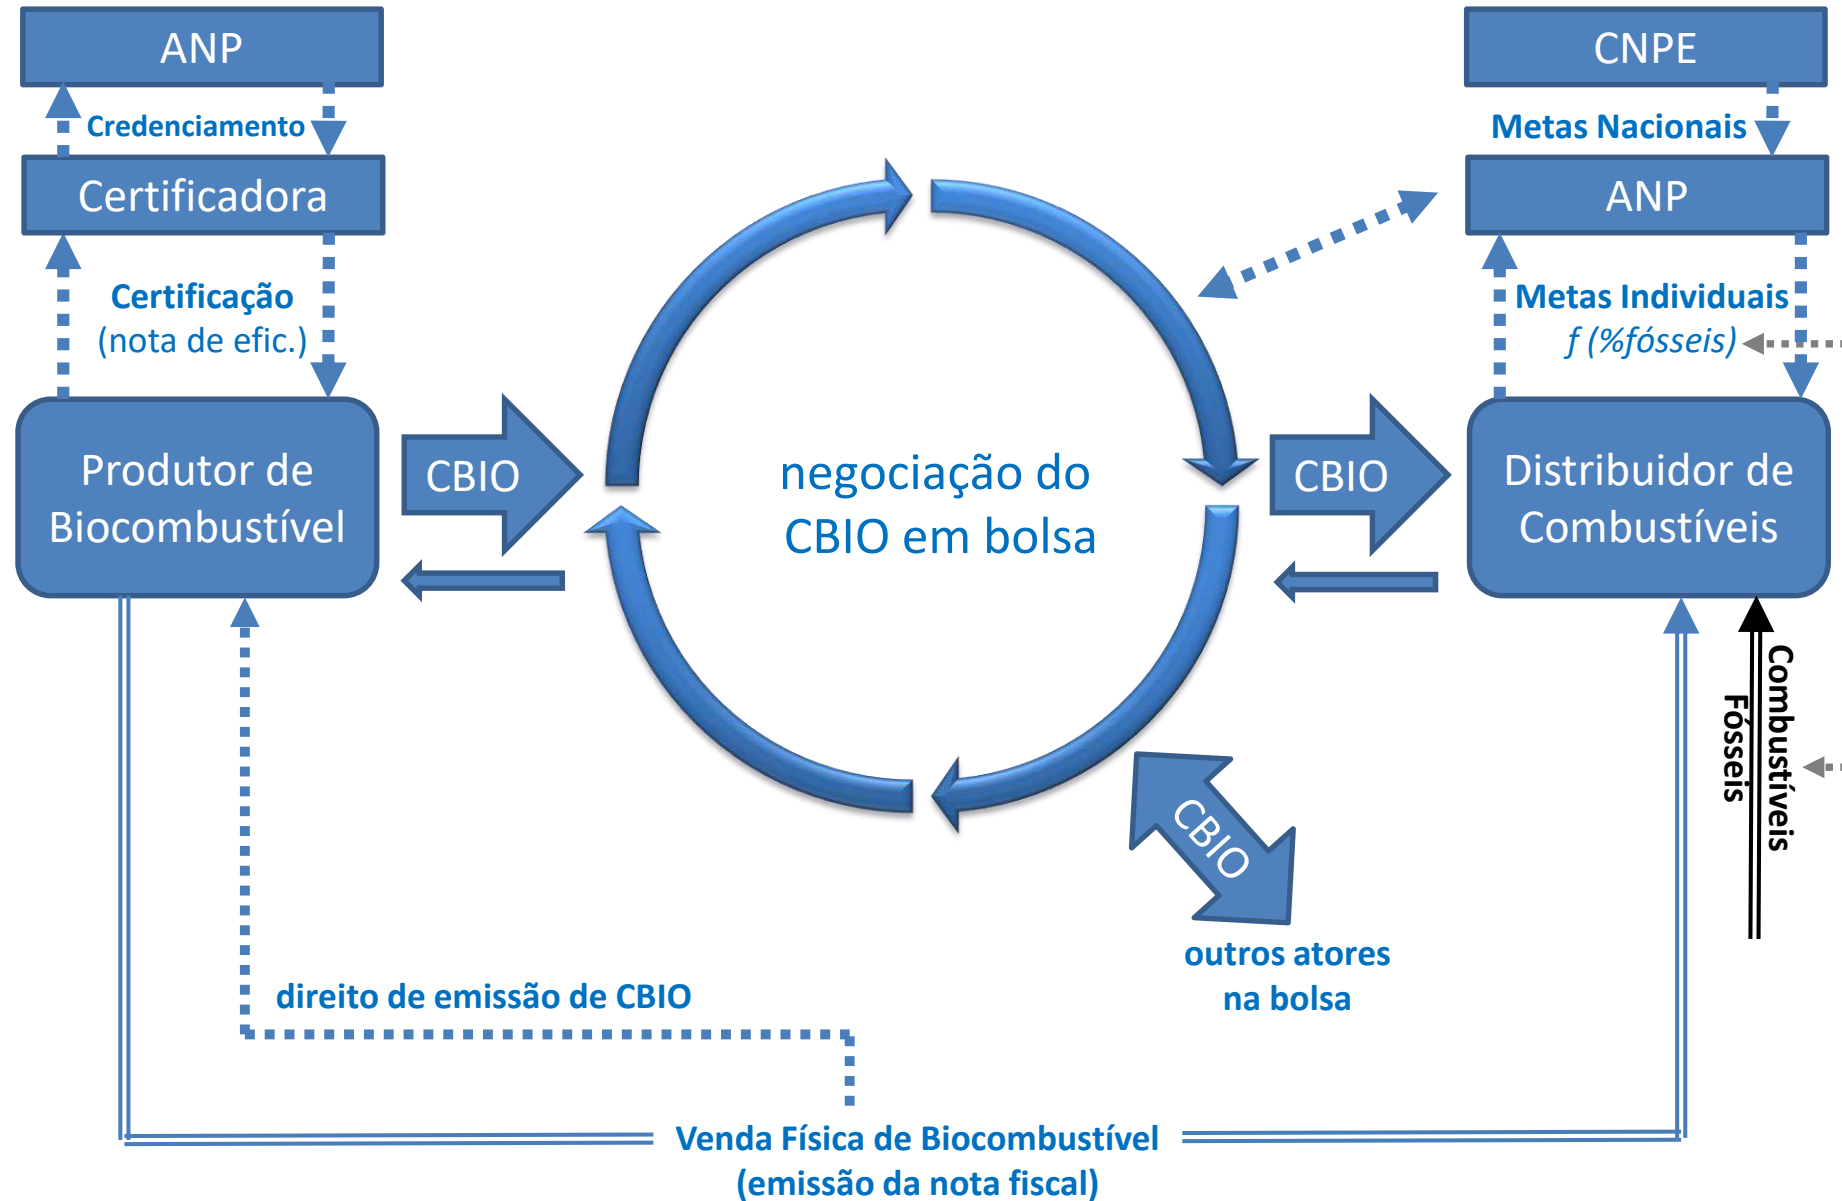 ANP
Credenciamento
Certificadora
Certificação
(nota de efic.)
Produtor de
Biocombustível
CBIO
negociação do
CBIO em bolsa
CBIO
CNPE
Metas Nacionais
ANP
Metas Individuais
f (%fósseis)
Distribuidor de
Combustíveis
Combustíveis
Fósseis
CBIO
outros atores
na bolsa
direito de emissão de CBIO
Venda Física de Biocombustível
(emissão da nota fiscal)